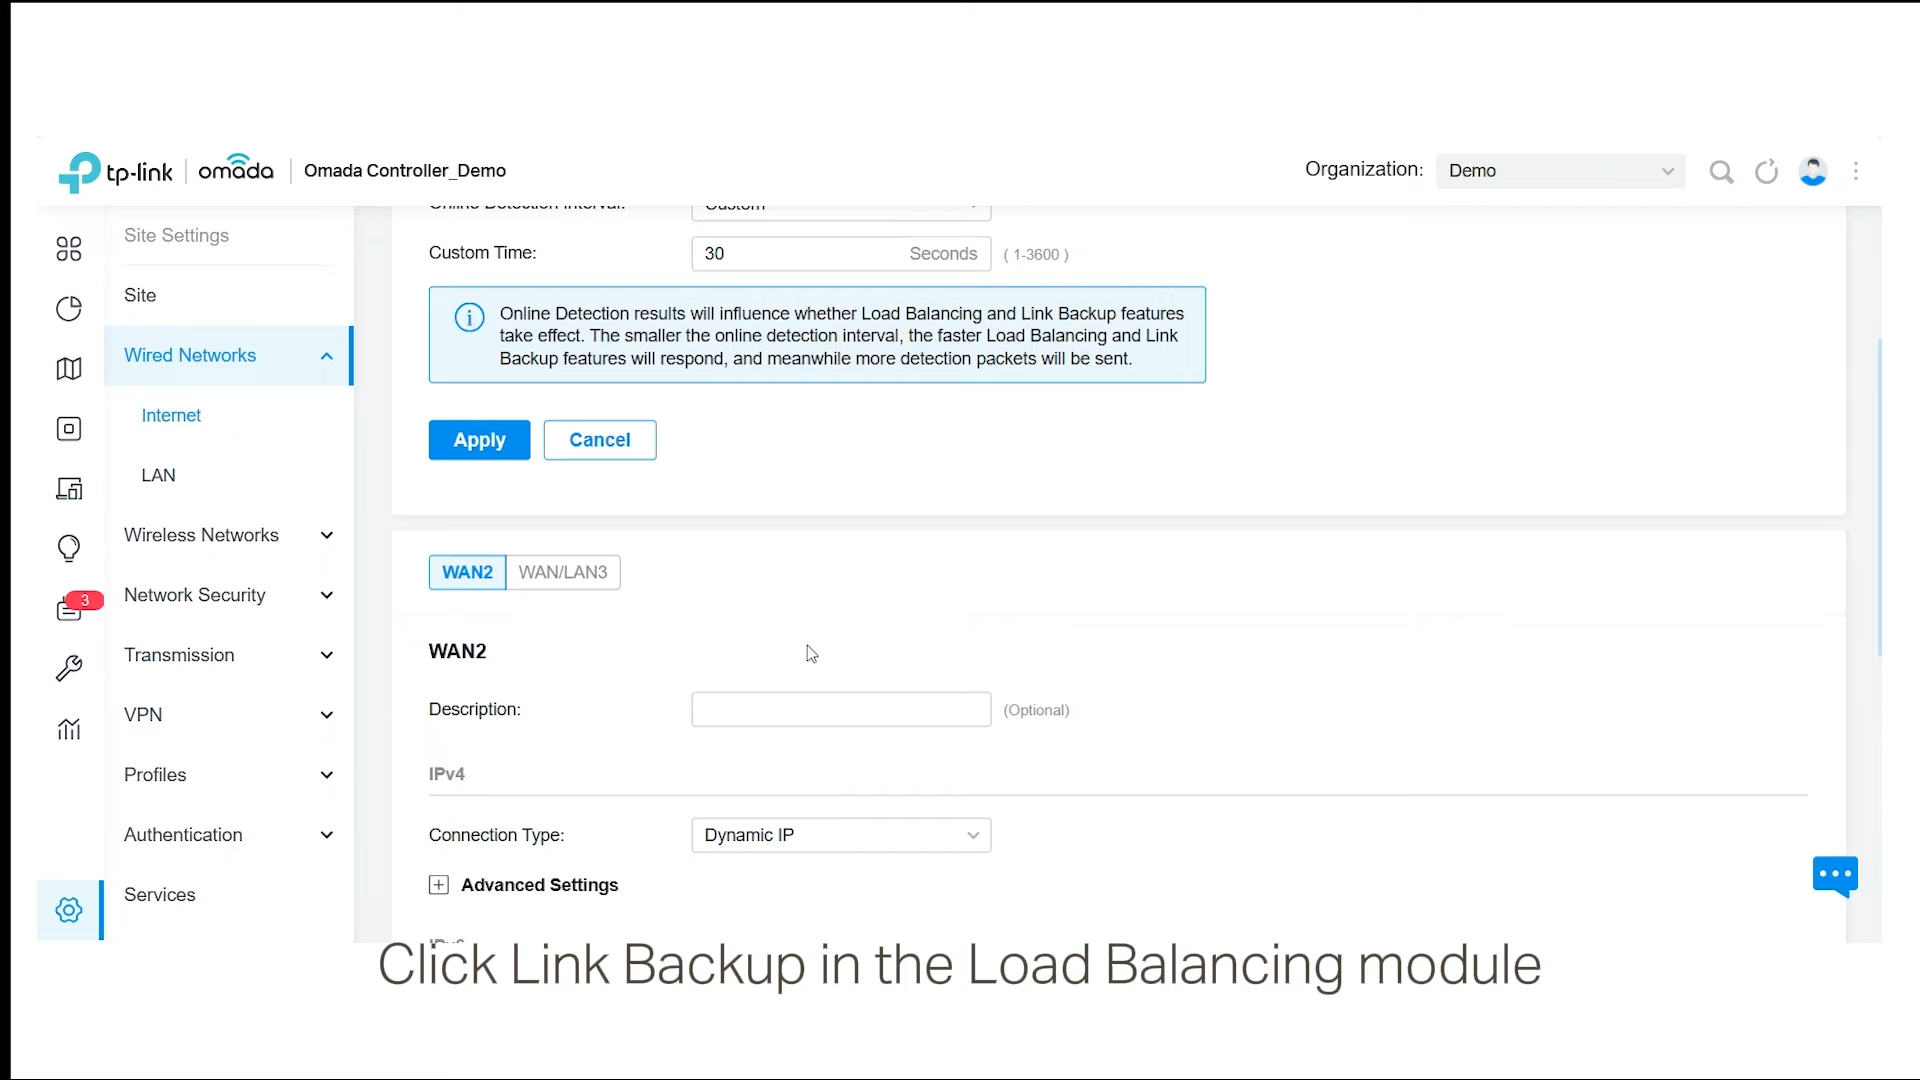 tp-link | omada | Omada Controller_Demo
Organization: Demo
Site Settings
Site
Wired Networks
Internet
LAN
Wireless Networks
Network Security
3
Transmission
VPN
Profiles
Authentication
Services
Online Detection Interval: Custom
Custom Time: 30 Seconds ( 1-3600 )
Online Detection results will influence whether Load Balancing and Link Backup features
take effect. The smaller the online detection interval, the faster Load Balancing and Link
Backup features will respond, and meanwhile more detection packets will be sent.
Apply Cancel
WAN2 WAN/LAN3
WAN2
Description: (Optional)
IPv4
Connection Type: Dynamic IP
Advanced Settings
Click Link Backup in the Load Balancing module